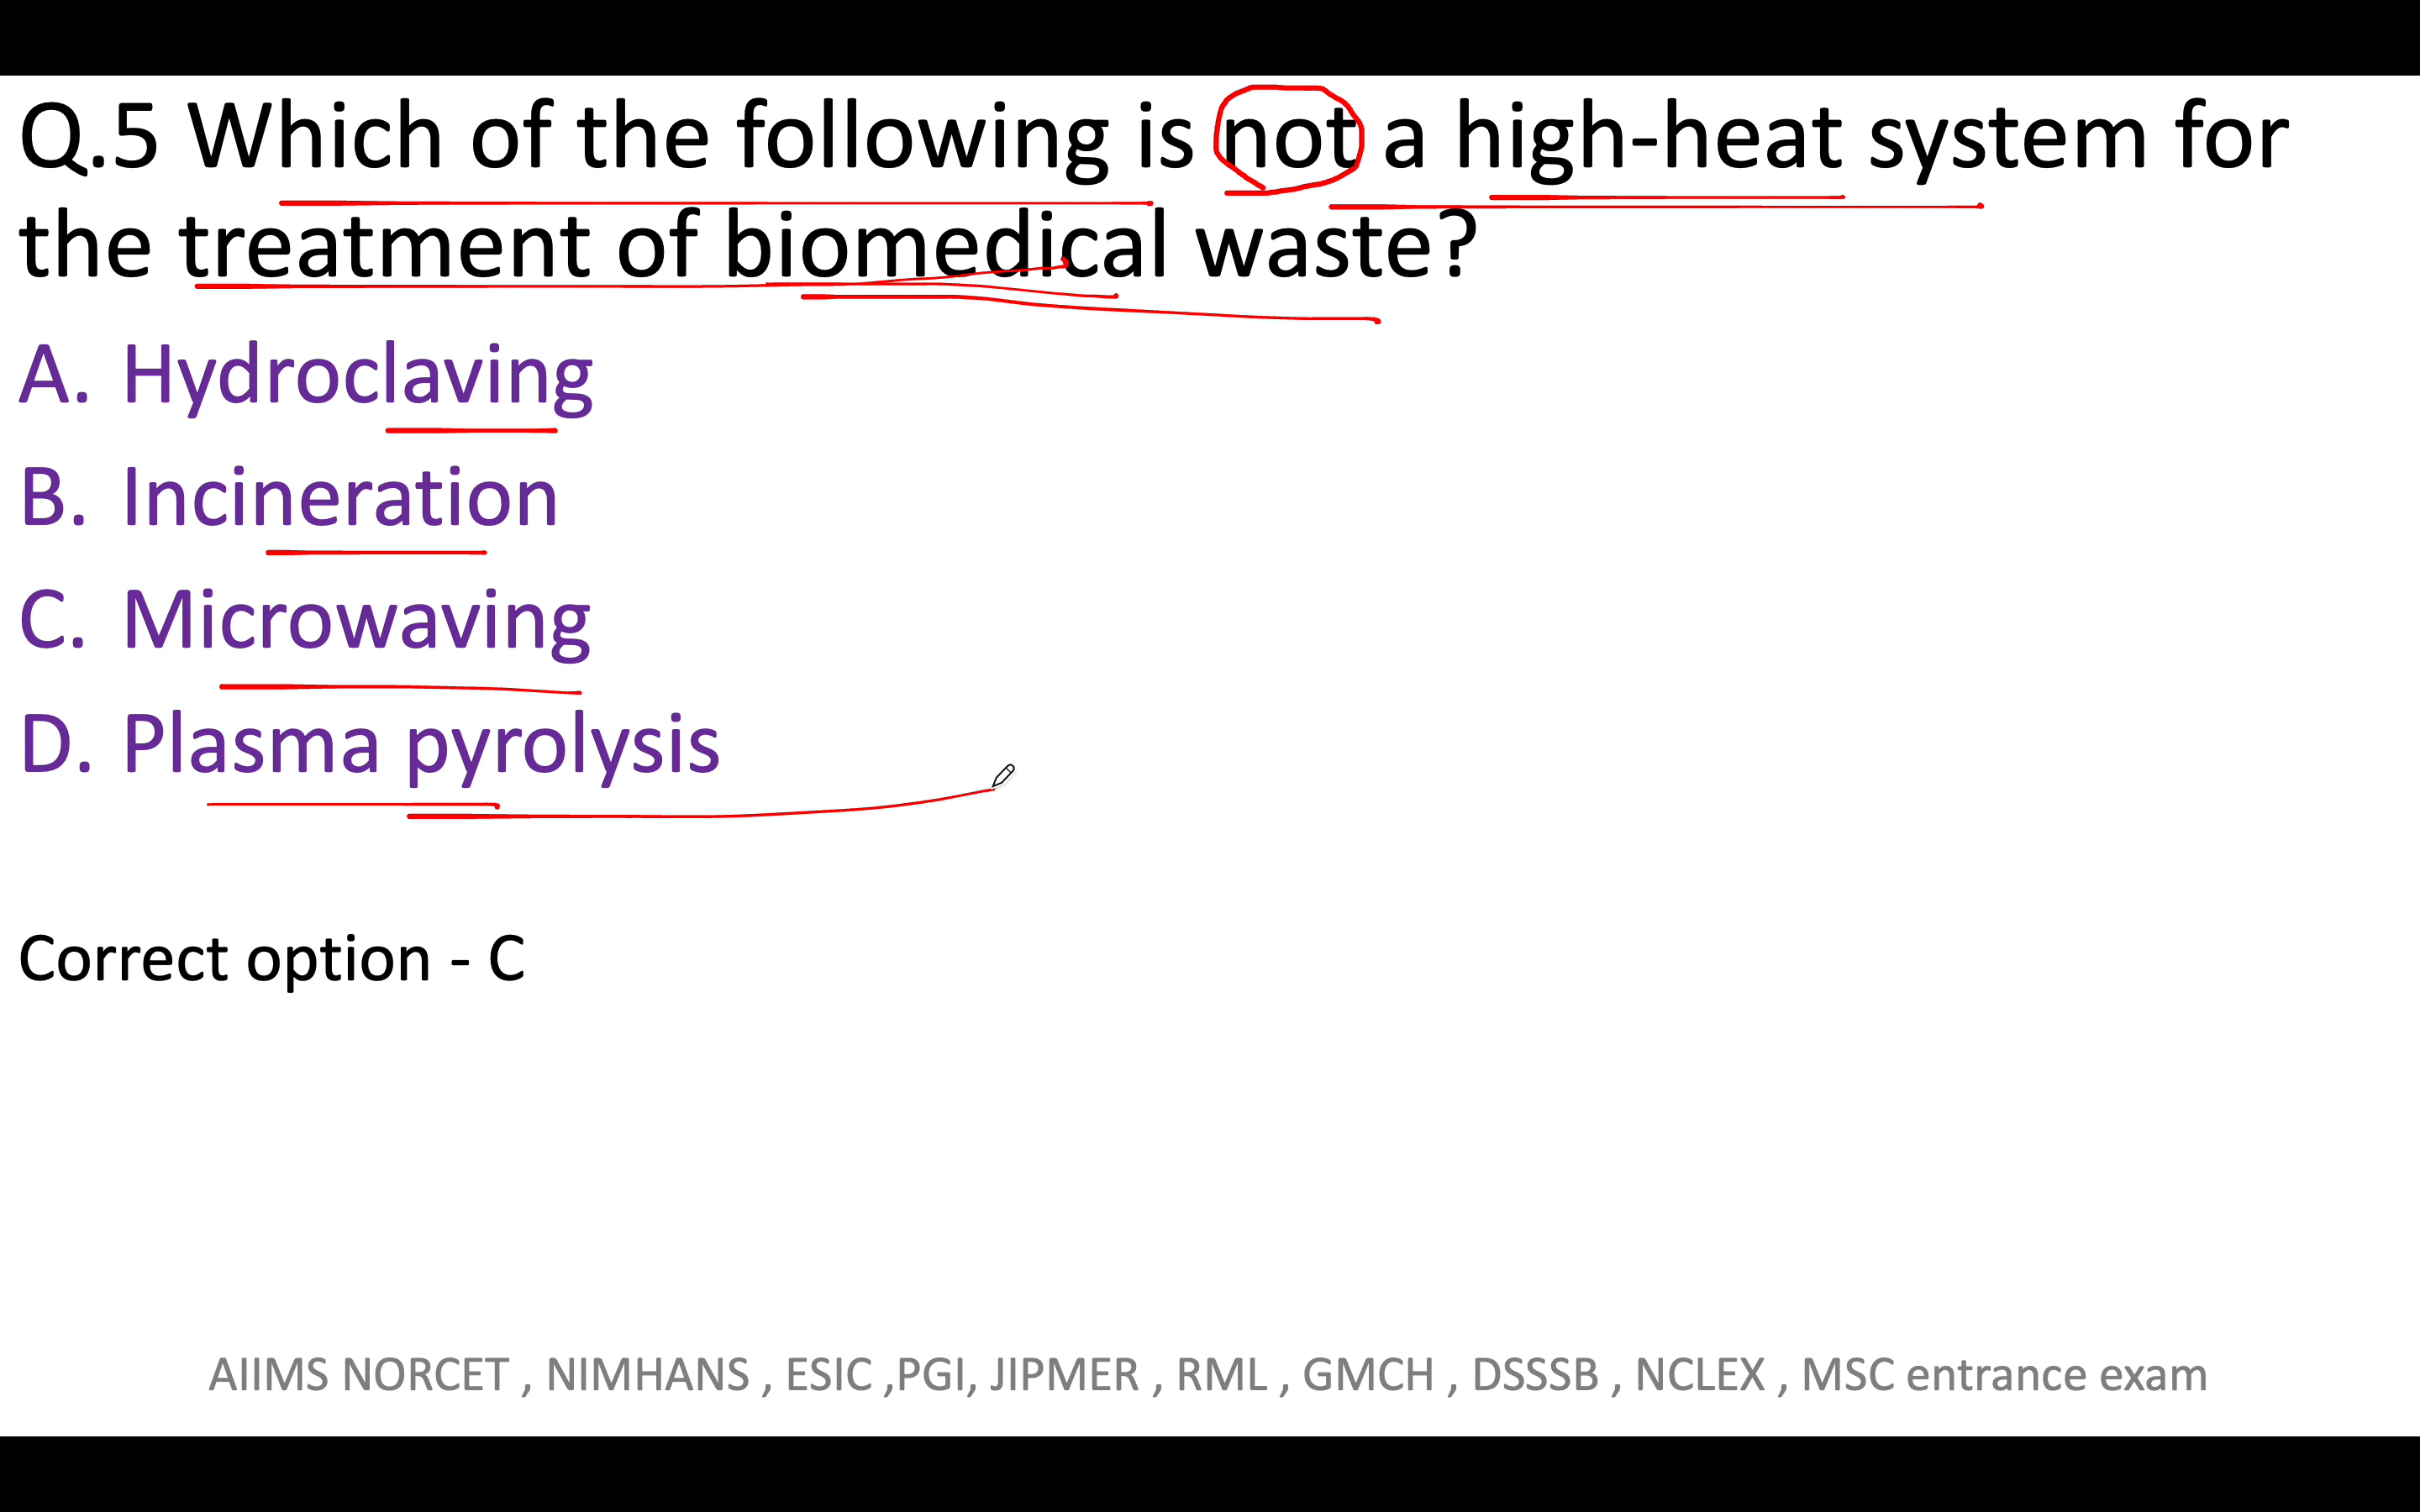 Q.5 Which of the following is not a high-heat system for
the treatment of biomedical waste?
A. Hydroclaving
B. Incineration
C. Microwaving
D. Plasma pyrolysis
Correct option - C
AIIMS NORCET , NIMHANS , ESIC ,PGI, JIPMER , RML , GMCH , DSSSB , NCLEX , MSC entrance exam